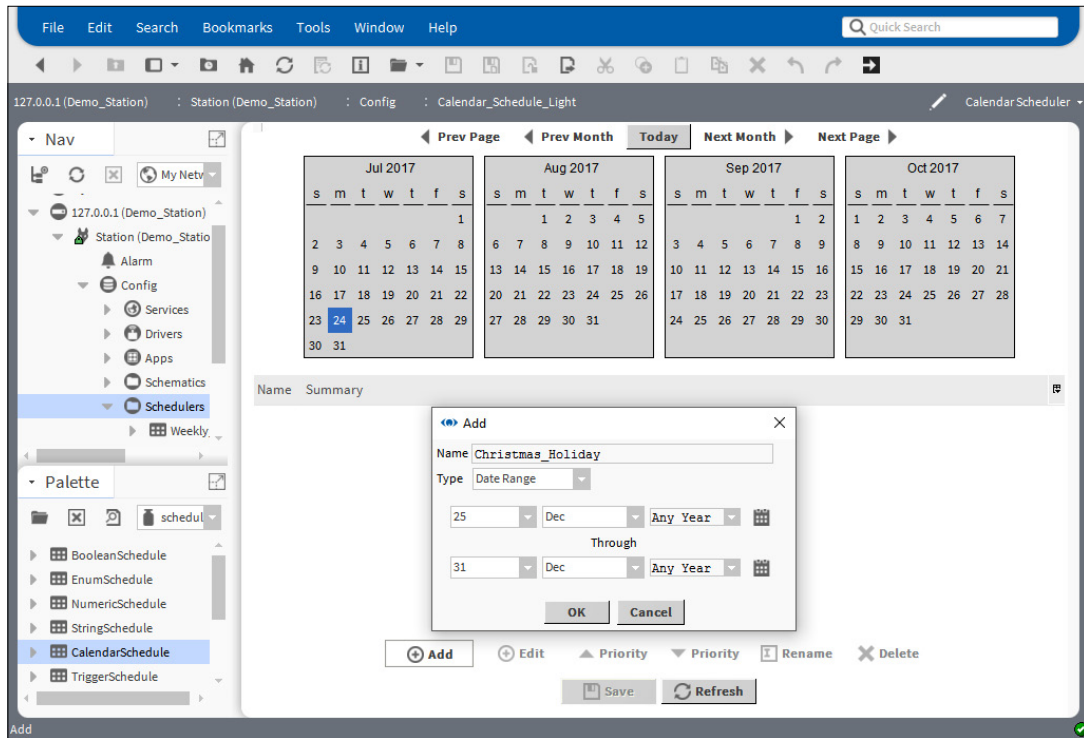 File Edit Search Bookmarks Tools Window Help Quick Search
127.0.0.1 (Demo_Station) : Station (Demo_Station) : Config : Calendar_Schedule_Light Calendar Scheduler
Nav
My Netw
127.0.0.1 (Demo_Station)
Station (Demo_Statio
Alarm
Config
Services
Drivers
Apps
Schematics
Schedulers
Weekly
Palette
schedul
BooleanSchedule
EnumSchedule
NumericSchedule
StringSchedule
CalendarSchedule
TriggerSchedule
Prev Page Prev Month Today Next Month Next Page
Jul 2017
s m t w t f s
1
2 3 4 5 6 7 8
9 10 11 12 13 14 15
16 17 18 19 20 21 22
23 24 25 26 27 28 29
30 31
Aug 2017
s m t w t f s
1 2 3 4 5
6 7 8 9 10 11 12
13 14 15 16 17 18 19
20 21 22 23 24 25 26
27 28 29 30 31
Sep 2017
s m t w t f s
1 2
3 4 5 6 7 8 9
10 11 12 13 14 15 16
17 18 19 20 21 22 23
24 25 26 27 28 29 30
Oct 2017
s m t w t f s
1 2 3 4 5 6 7
8 9 10 11 12 13 14
15 16 17 18 19 20 21
22 23 24 25 26 27 28
29 30 31
Name Summary
Add
Name Christmas_Holiday
Type Date Range
25 Dec Any Year
Through
31 Dec Any Year
OK Cancel
Add Edit Priority Priority Rename Delete
Save Refresh
Add